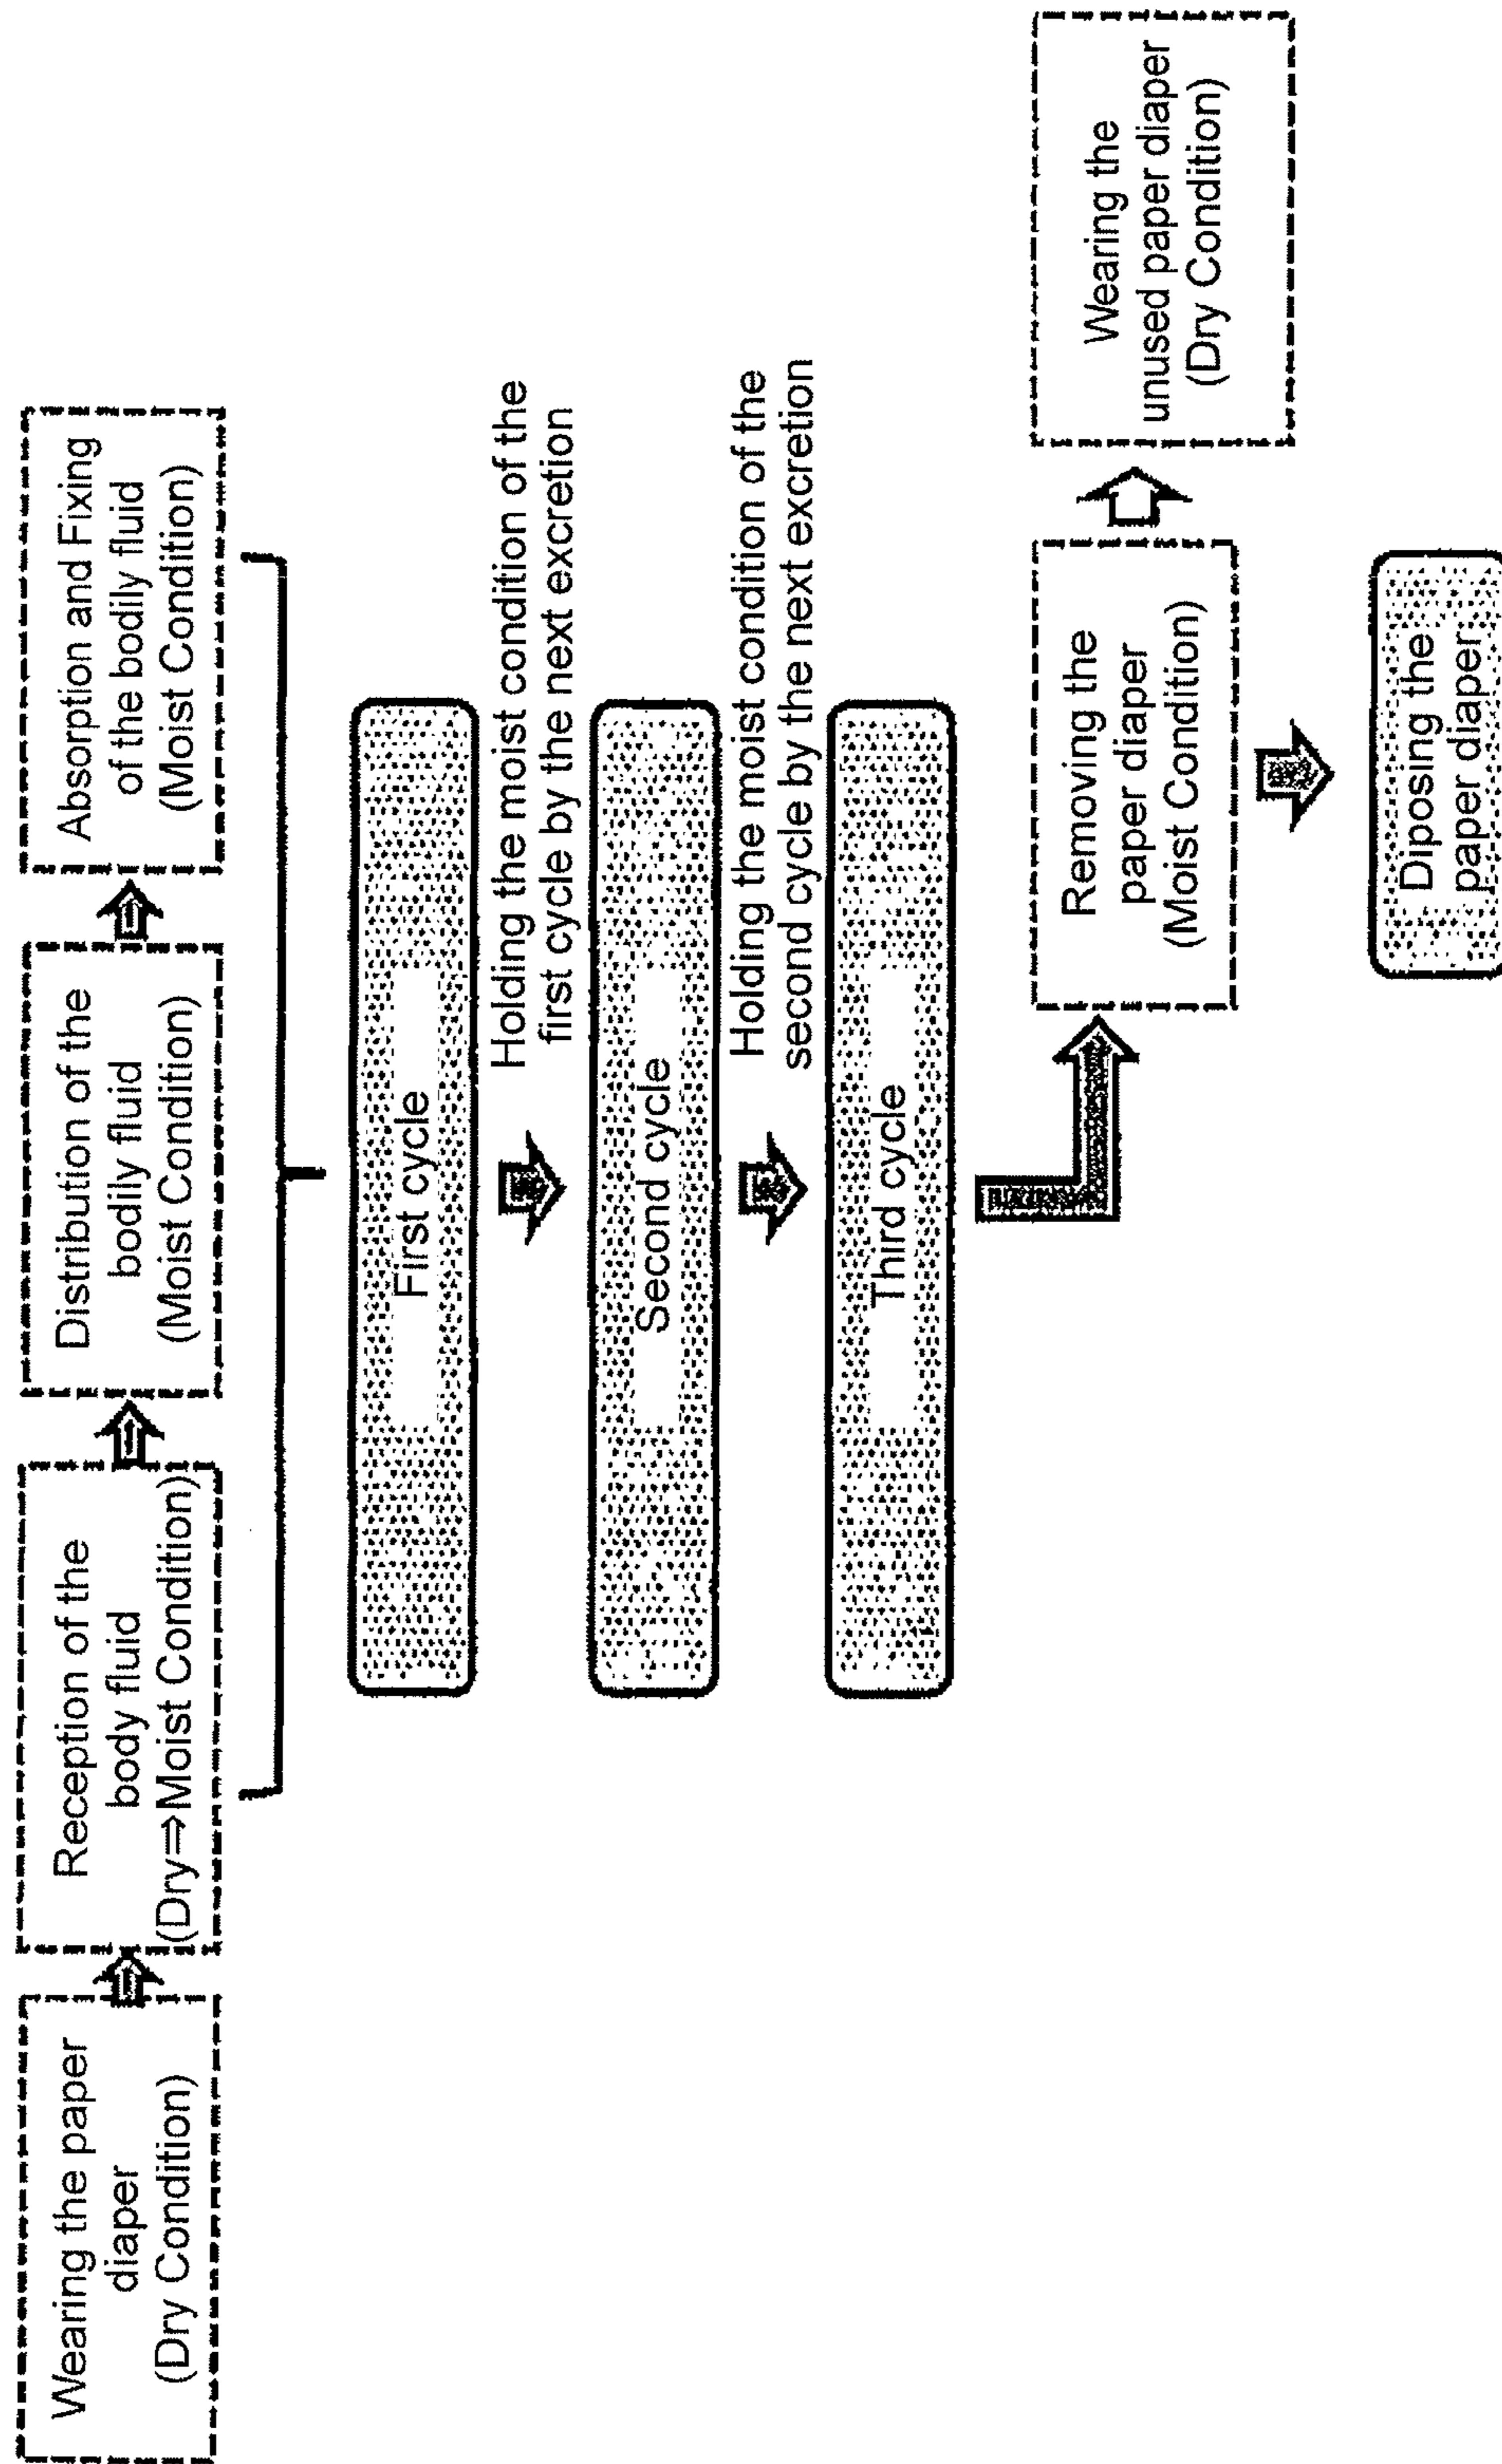 Wearing the paper
diaper
(Dry Condition)
Reception of the
body fluid
(Dry⇒Moist Condition)
Distribution of the
bodily fluid
(Moist Condition)
Absorption and Fixing
of the bodily fluid
(Moist Condition)
First cycle
Holding the moist condition of the
first cycle by the next excretion
Second cycle
Holding the moist condition of the
second cycle by the next excretion
Third cycle
Removing the
paper diaper
(Moist Condition)
Wearing the
unused paper diaper
(Dry Condition)
Diposing the
paper diaper